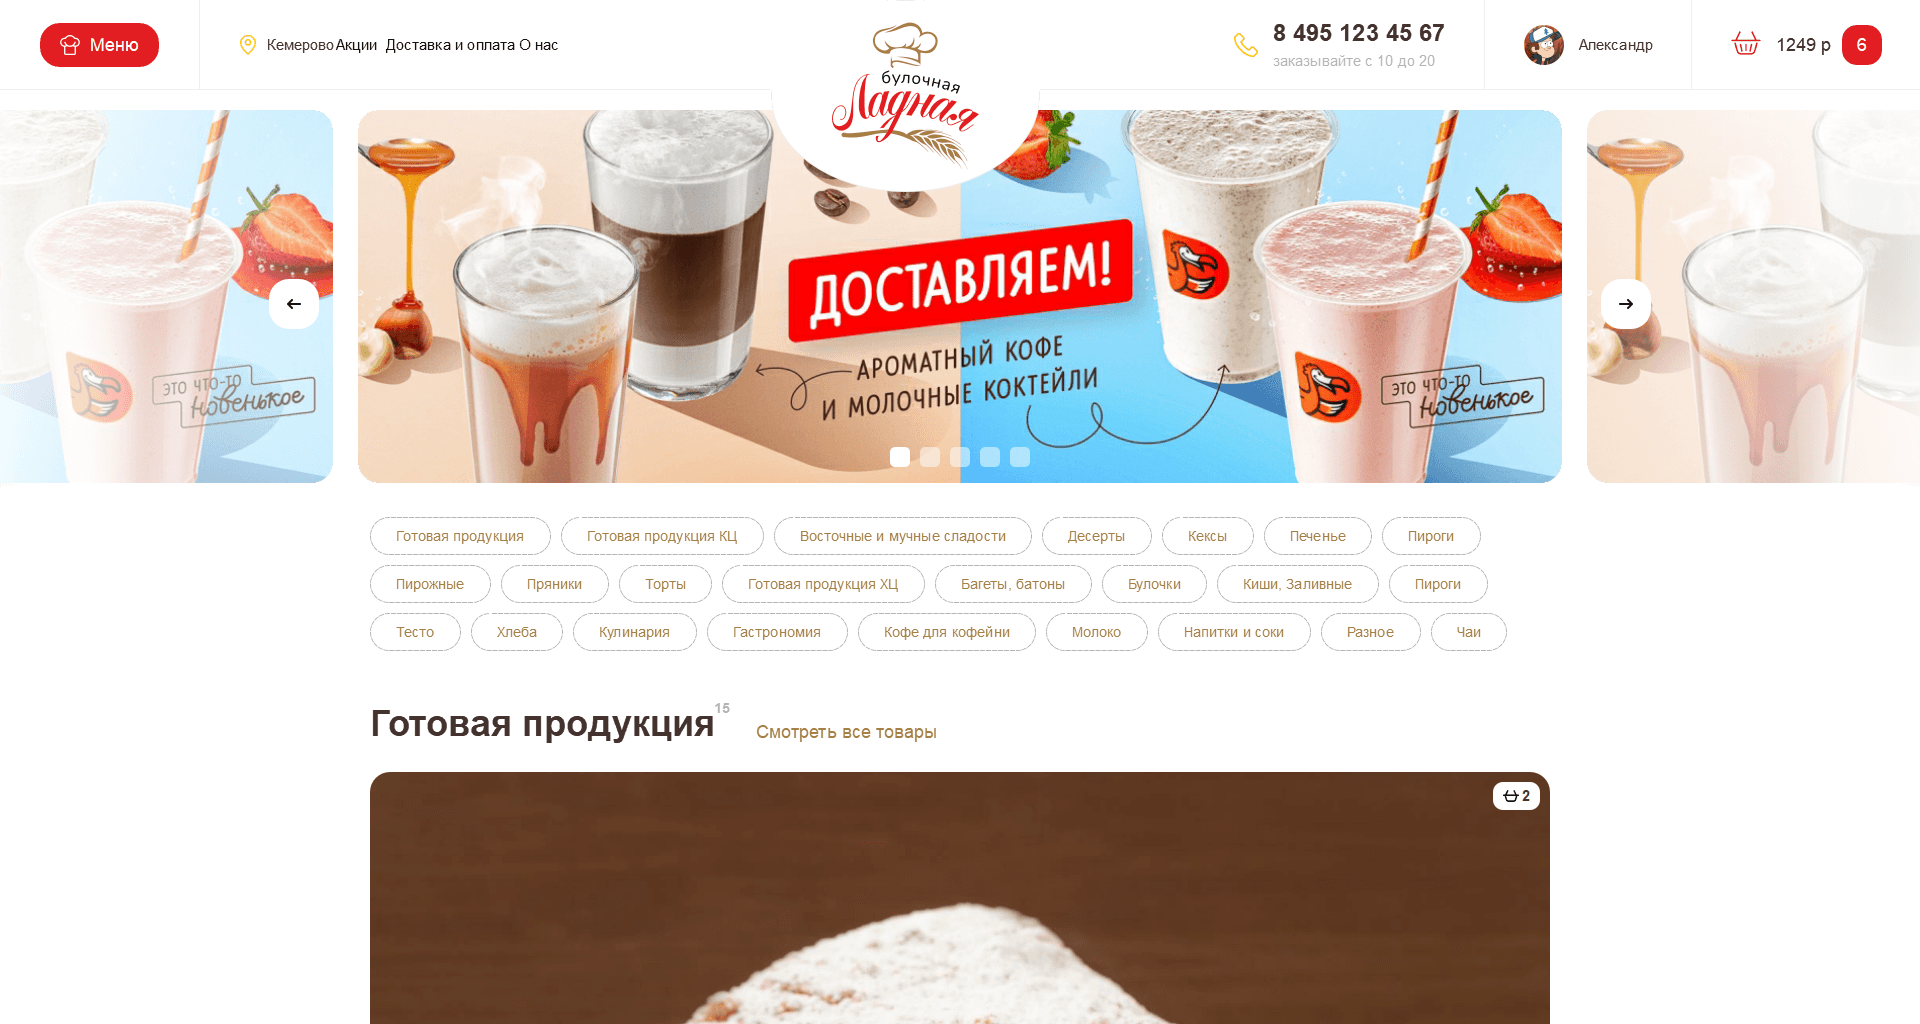 Меню
Кемерово Акции Доставка и оплата О нас
булочная
Ладная
8 495 123 45 67
заказывайте с 10 до 20
Александр
1249 р 6
ДОСТАВЛЯЕМ!
АРОМАТНЫЙ КОФЕ
И МОЛОЧНЫЕ КОКТЕЙЛИ
ЭТО ЧТО-ТО
новенькое
ЭТО ЧТО-ТО
новенькое
Готовая продукция Готовая продукция КЦ Восточные и мучные сладости Десерты Кексы Печенье Пироги
Пирожные Пряники Торты Готовая продукция ХЦ Багеты, батоны Булочки Киши, Заливные Пироги
Тесто Хлеба Кулинария Гастрономия Кофе для кофейни Молоко Напитки и соки Разное Чаи
Готовая продукция 15 Смотреть все товары
2